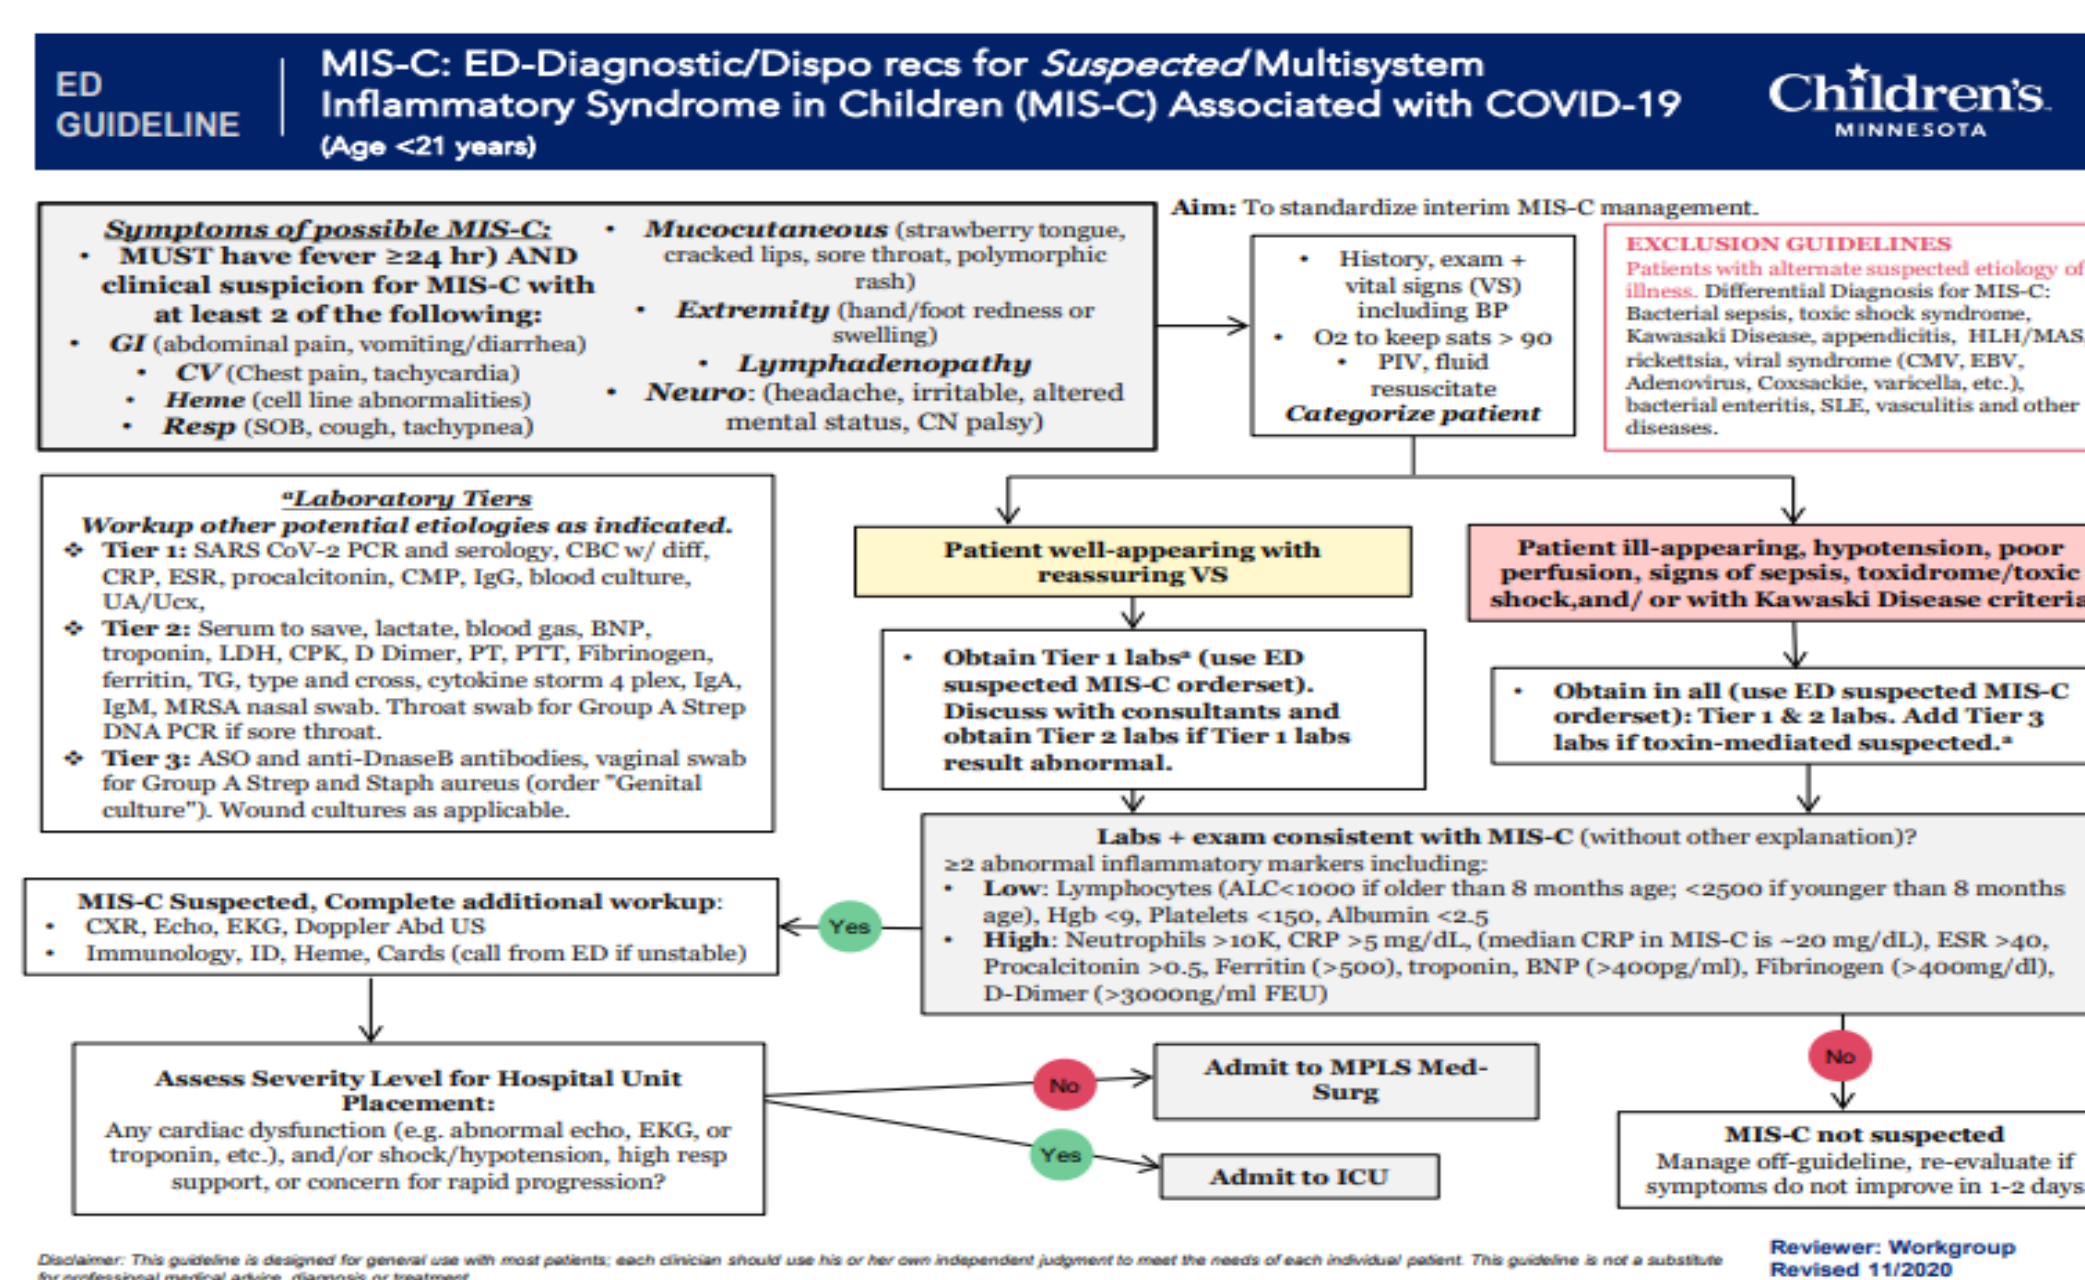 ED
GUIDELINE
MIS-C: ED-Diagnostic/Dispo recs for Suspected Multisystem
Inflammatory Syndrome in Children (MIS-C) Associated with COVID-19
(Age <21 years)
Children's
MINNESOTA
Symptoms of possible MIS-C:
• MUST have fever ≥24 hr) AND
clinical suspicion for MIS-C with
at least 2 of the following:
• GI (abdominal pain, vomiting/diarrhea)
• CV (Chest pain, tachycardia)
• Heme (cell line abnormalities)
• Resp (SOB, cough, tachypnea)
• Mucocutaneous (strawberry tongue,
cracked lips, sore throat, polymorphic
rash)
• Extremity (hand/foot redness or
swelling)
• Lymphadenopathy
• Neuro: (headache, irritable, altered
mental status, CN palsy)
Aim: To standardize interim MIS-C management.
• History, exam +
vital signs (VS)
including BP
• O2 to keep sats > 90
• PIV, fluid
resuscitate
Categorize patient
EXCLUSION GUIDELINES
Patients with alternate suspected etiology of
illness. Differential Diagnosis for MIS-C:
Bacterial sepsis, toxic shock syndrome,
Kawasaki Disease, appendicitis, HLH/MAS,
rickettsia, viral syndrome (CMV, EBV,
Adenovirus, Coxsackie, varicella, etc.),
bacterial enteritis, SLE, vasculitis and other
diseases.
ᵃLaboratory Tiers
Workup other potential etiologies as indicated.
❖ Tier 1: SARS CoV-2 PCR and serology, CBC w/ diff,
CRP, ESR, procalcitonin, CMP, IgG, blood culture,
UA/Ucx,
❖ Tier 2: Serum to save, lactate, blood gas, BNP,
troponin, LDH, CPK, D Dimer, PT, PTT, Fibrinogen,
ferritin, TG, type and cross, cytokine storm 4 plex, IgA,
IgM, MRSA nasal swab. Throat swab for Group A Strep
DNA PCR if sore throat.
❖ Tier 3: ASO and anti-DnaseB antibodies, vaginal swab
for Group A Strep and Staph aureus (order "Genital
culture"). Wound cultures as applicable.
Patient well-appearing with
reassuring VS
Patient ill-appearing, hypotension, poor
perfusion, signs of sepsis, toxidrome/toxic
shock,and/ or with Kawaski Disease criteria
• Obtain Tier 1 labsᵃ (use ED
suspected MIS-C orderset).
Discuss with consultants and
obtain Tier 2 labs if Tier 1 labs
result abnormal.
• Obtain in all (use ED suspected MIS-C
orderset): Tier 1 & 2 labs. Add Tier 3
labs if toxin-mediated suspected.ᵃ
Labs + exam consistent with MIS-C (without other explanation)?
≥2 abnormal inflammatory markers including:
• Low: Lymphocytes (ALC<1000 if older than 8 months age; <2500 if younger than 8 months
age), Hgb <9, Platelets <150, Albumin <2.5
• High: Neutrophils >10K, CRP >5 mg/dL, (median CRP in MIS-C is ~20 mg/dL), ESR >40,
Procalcitonin >0.5, Ferritin (>500), troponin, BNP (>400pg/ml), Fibrinogen (>400mg/dl),
D-Dimer (>3000ng/ml FEU)
Yes
MIS-C Suspected, Complete additional workup:
• CXR, Echo, EKG, Doppler Abd US
• Immunology, ID, Heme, Cards (call from ED if unstable)
Assess Severity Level for Hospital Unit
Placement:
Any cardiac dysfunction (e.g. abnormal echo, EKG, or
troponin, etc.), and/or shock/hypotension, high resp
support, or concern for rapid progression?
No
Admit to MPLS Med-
Surg
Yes
Admit to ICU
No
MIS-C not suspected
Manage off-guideline, re-evaluate if
symptoms do not improve in 1-2 days
Disclaimer: This guideline is designed for general use with most patients; each clinician should use his or her own independent judgment to meet the needs of each individual patient. This guideline is not a substitute
for professional medical advice, diagnosis or treatment
Reviewer: Workgroup
Revised 11/2020